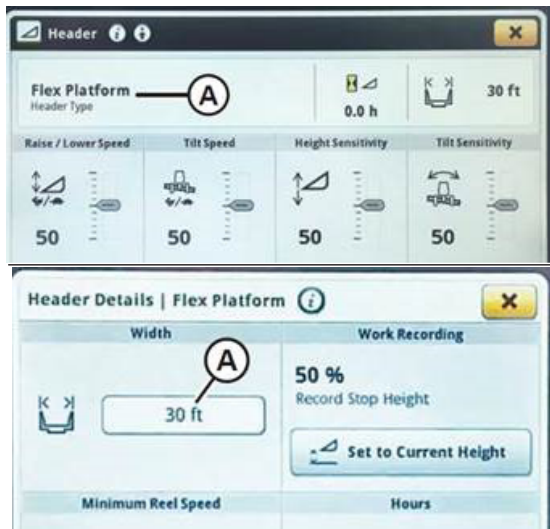 Header
Flex Platform
Header Type
A
0.0 h
30 ft
Raise / Lower Speed
Tilt Speed
Height Sensitivity
Tilt Sensitivity
50
50
50
50
Header Details | Flex Platform
Width
Work Recording
A
30 ft
50 %
Record Stop Height
Set to Current Height
Minimum Reel Speed
Hours